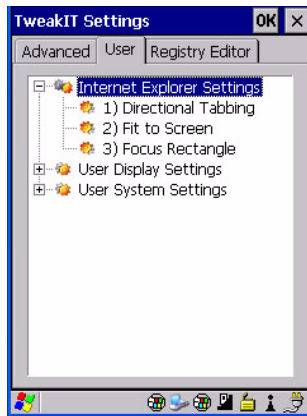 TweakIT Settings OK ×
Advanced User Registry Editor
Internet Explorer Settings
1) Directional Tabbing
2) Fit to Screen
3) Focus Rectangle
User Display Settings
User System Settings